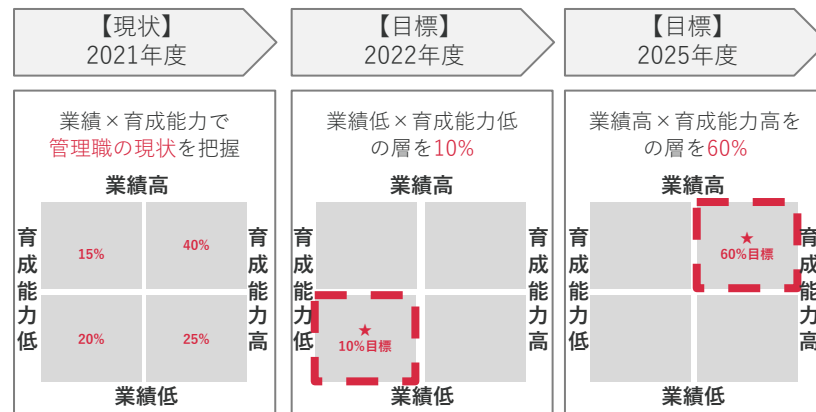 【現状】
2021年度
【目標】
2022年度
【目標】
2025年度
業績×育成能力で
管理職の現状を把握
業績高
育成能力低
15%
40%
20%
25%
育成能力高
業績低
業績低×育成能力低
の層を10%
業績高
育成能力低
★
10%目標
育成能力高
業績低
業績高×育成能力高を
の層を60%
業績高
育成能力低
★
60%目標
育成能力高
業績低